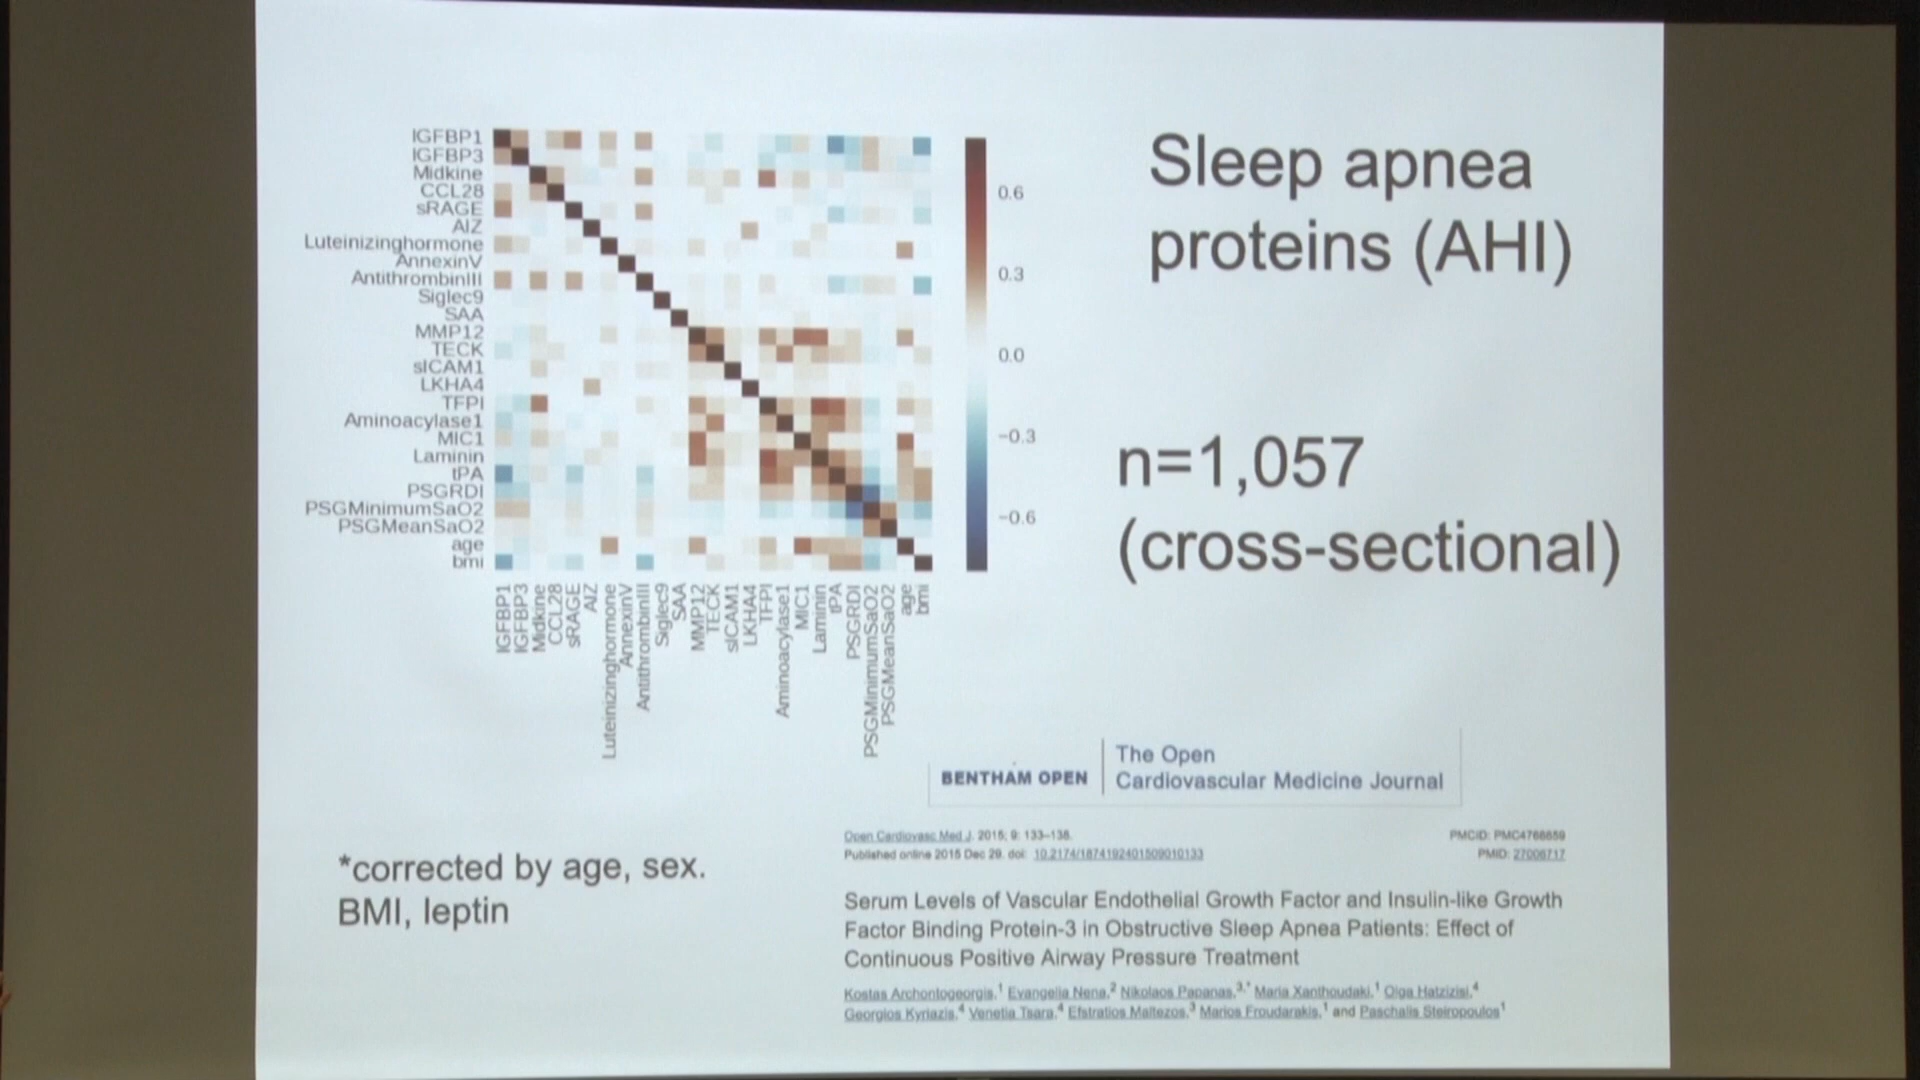 Sleep apnea
proteins (AHI)
n=1,057
(cross-sectional)
IGFBP1
IGFBP3
Midkine
CCL28
sRAGE
AIZ
Luteinizinghormone
AnnexinV
AntithrombinIII
Siglec9
SAA
MMP12
TECK
sICAM1
LKHA4
TFPI
Aminoacylase1
MIC1
Laminin
tPA
PSGRDI
PSGMinimumSaO2
PSGMeanSaO2
age
bmi
0.6
0.3
0.0
−0.3
−0.6
IGFBP1
IGFBP3
Midkine
CCL28
sRAGE
AIZ
Luteinizinghormone
AnnexinV
AntithrombinIII
Siglec9
SAA
MMP12
TECK
sICAM1
LKHA4
TFPI
Aminoacylase1
MIC1
Laminin
tPA
PSGRDI
PSGMinimumSaO2
PSGMeanSaO2
age
bmi
*corrected by age, sex.
BMI, leptin
BENTHAM OPEN
The Open
Cardiovascular Medicine Journal
Open Cardiovasc Med J. 2015; 9: 133–138.
Published online 2015 Dec 29. doi: 10.2174/1874192401509010133
PMCID:
PMID:
Serum Levels of Vascular Endothelial Growth Factor and Insulin-like Growth
Factor Binding Protein-3 in Obstructive Sleep Apnea Patients: Effect of
Continuous Positive Airway Pressure Treatment
Kostas Archontogeorgis,1 Evangelia Nena,2 Nikolaos Papanas,3,* Maria Xanthoudaki,1 Olga Hatzizisi,4
Georgios Kyriazis,4 Venetia Tsara,4 Efstratios Maltezos,3 Marios Froudarakis,1 and Paschalis Steiropoulos1